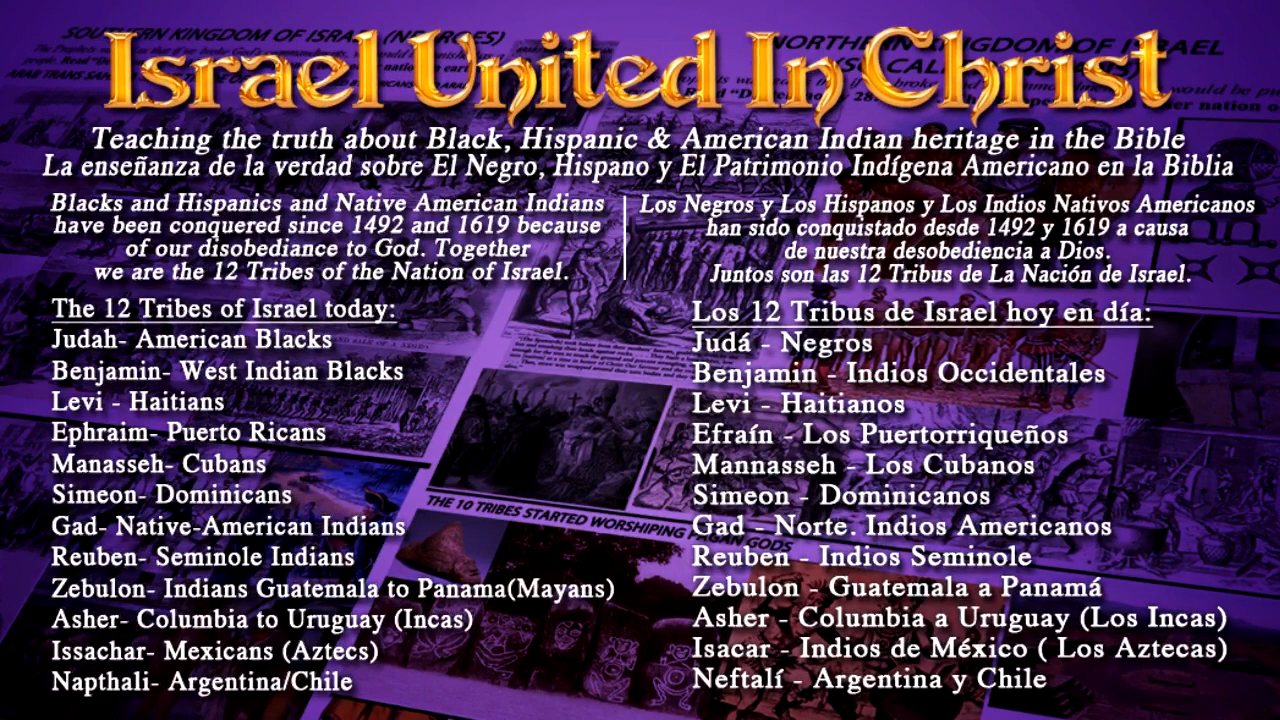 Israel United In Christ
Teaching the truth about Black, Hispanic & American Indian heritage in the Bible
La enseñanza de la verdad sobre El Negro, Hispano y El Patrimonio Indígena Americano en la Biblia
Blacks and Hispanics and Native American Indians
have been conquered since 1492 and 1619 because
of our disobediance to God. Together
we are the 12 Tribes of the Nation of Israel.
Los Negros y Los Hispanos y Los Indios Nativos Americanos
han sido conquistado desde 1492 y 1619 a causa
de nuestra desobediencia a Dios.
Juntos son las 12 Tribus de La Nación de Israel.
The 12 Tribes of Israel today:
Judah- American Blacks
Benjamin- West Indian Blacks
Levi - Haitians
Ephraim- Puerto Ricans
Manasseh- Cubans
Simeon- Dominicans
Gad- Native-American Indians
Reuben- Seminole Indians
Zebulon- Indians Guatemala to Panama(Mayans)
Asher- Columbia to Uruguay (Incas)
Issachar- Mexicans (Aztecs)
Napthali- Argentina/Chile
Los 12 Tribus de Israel hoy en día:
Judá - Negros
Benjamin - Indios Occidentales
Levi - Haitianos
Efraín - Los Puertorriqueños
Mannasseh - Los Cubanos
Simeon - Dominicanos
Gad - Norte. Indios Americanos
Reuben - Indios Seminole
Zebulon - Guatemala a Panamá
Asher - Columbia a Uruguay (Los Incas)
Isacar - Indios de México ( Los Aztecas)
Neftalí - Argentina y Chile
THE 10 TRIBES STARTED WORSHIPING GODS